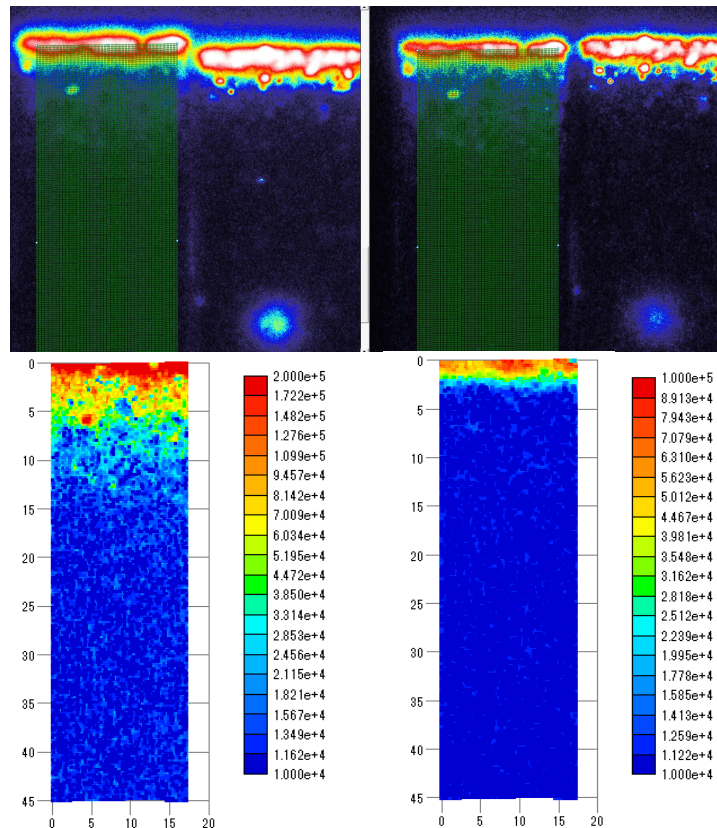 0
5
10
15
20
25
30
35
40
45
0 5 10 15 20
2.000e+5
1.722e+5
1.482e+5
1.276e+5
1.099e+5
9.457e+4
8.142e+4
7.009e+4
6.034e+4
5.195e+4
4.472e+4
3.850e+4
3.314e+4
2.853e+4
2.456e+4
2.115e+4
1.821e+4
1.567e+4
1.349e+4
1.162e+4
1.000e+4
0
5
10
15
20
25
30
35
40
45
0 5 10 15 20
1.000e+5
8.913e+4
7.943e+4
7.079e+4
6.310e+4
5.623e+4
5.012e+4
4.467e+4
3.981e+4
3.548e+4
3.162e+4
2.818e+4
2.512e+4
2.239e+4
1.995e+4
1.778e+4
1.585e+4
1.413e+4
1.259e+4
1.122e+4
1.000e+4